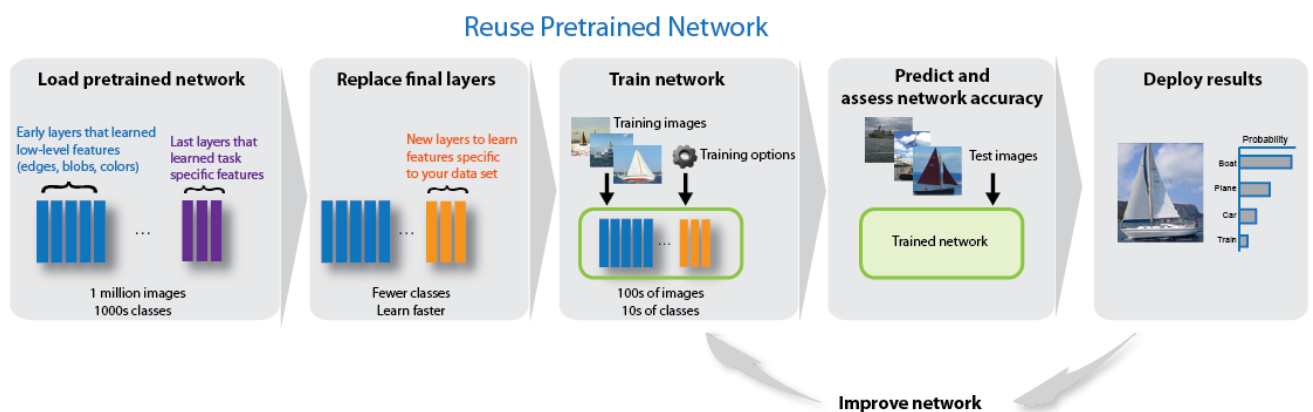 Reuse Pretrained Network
Load pretrained network
Early layers that learned
low-level features
(edges, blobs, colors)
Last layers that
learned task
specific features
...
1 million images
1000s classes
Replace final layers
New layers to learn
features specific
to your data set
...
Fewer classes
Learn faster
Train network
Training images
Training options
...
100s of images
10s of classes
Predict and
assess network accuracy
Test images
Trained network
Deploy results
Probability
Boat
Plane
Car
Train
Improve network